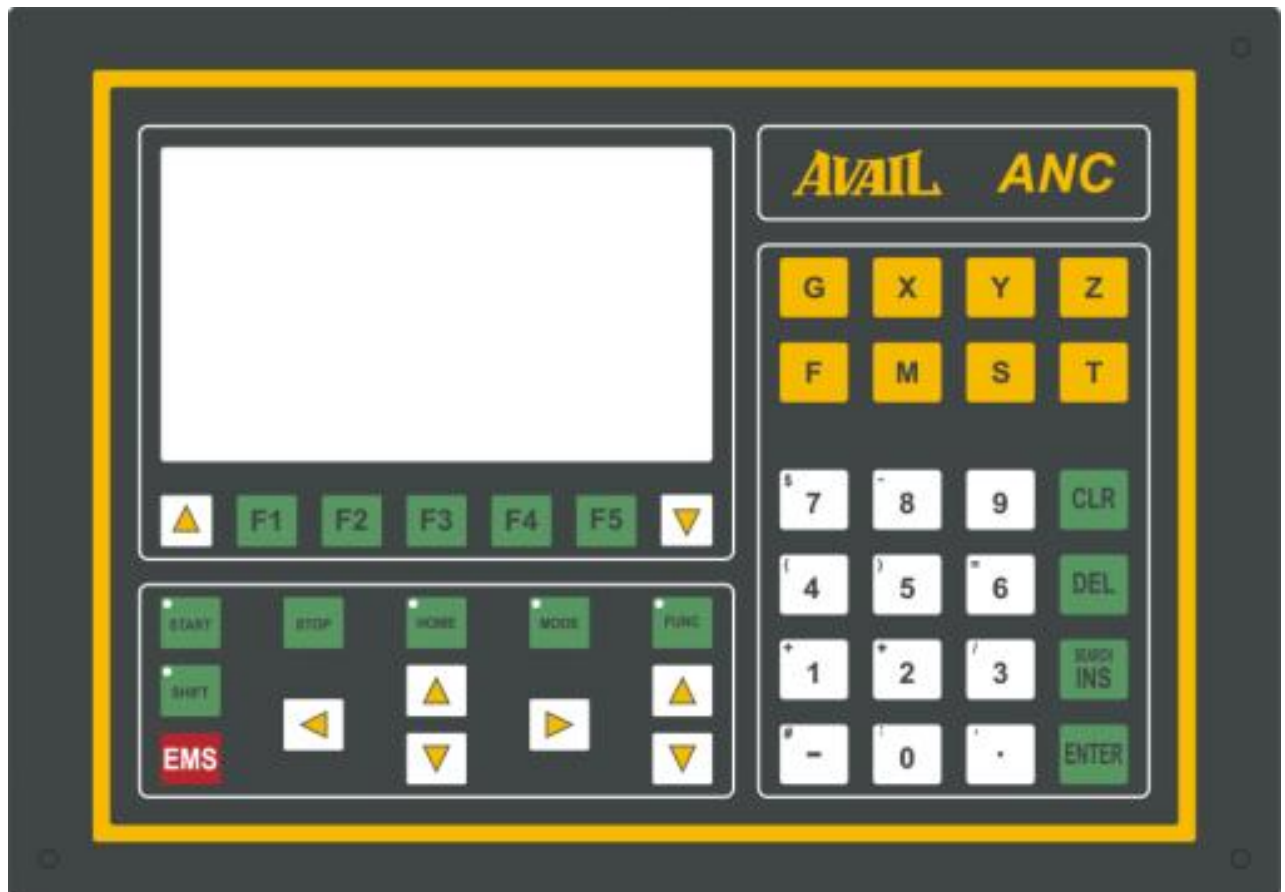 AVAIL ANC
G X Y Z
F M S T
F1 F2 F3 F4 F5
$ 7 - 8 9 CLR
( 4 ) 5 = 6 DEL
+ 1 2 / 3 SEARCH INS
# - 0 . ENTER
START STOP HOME MODE FUNC
SHIFT
EMS